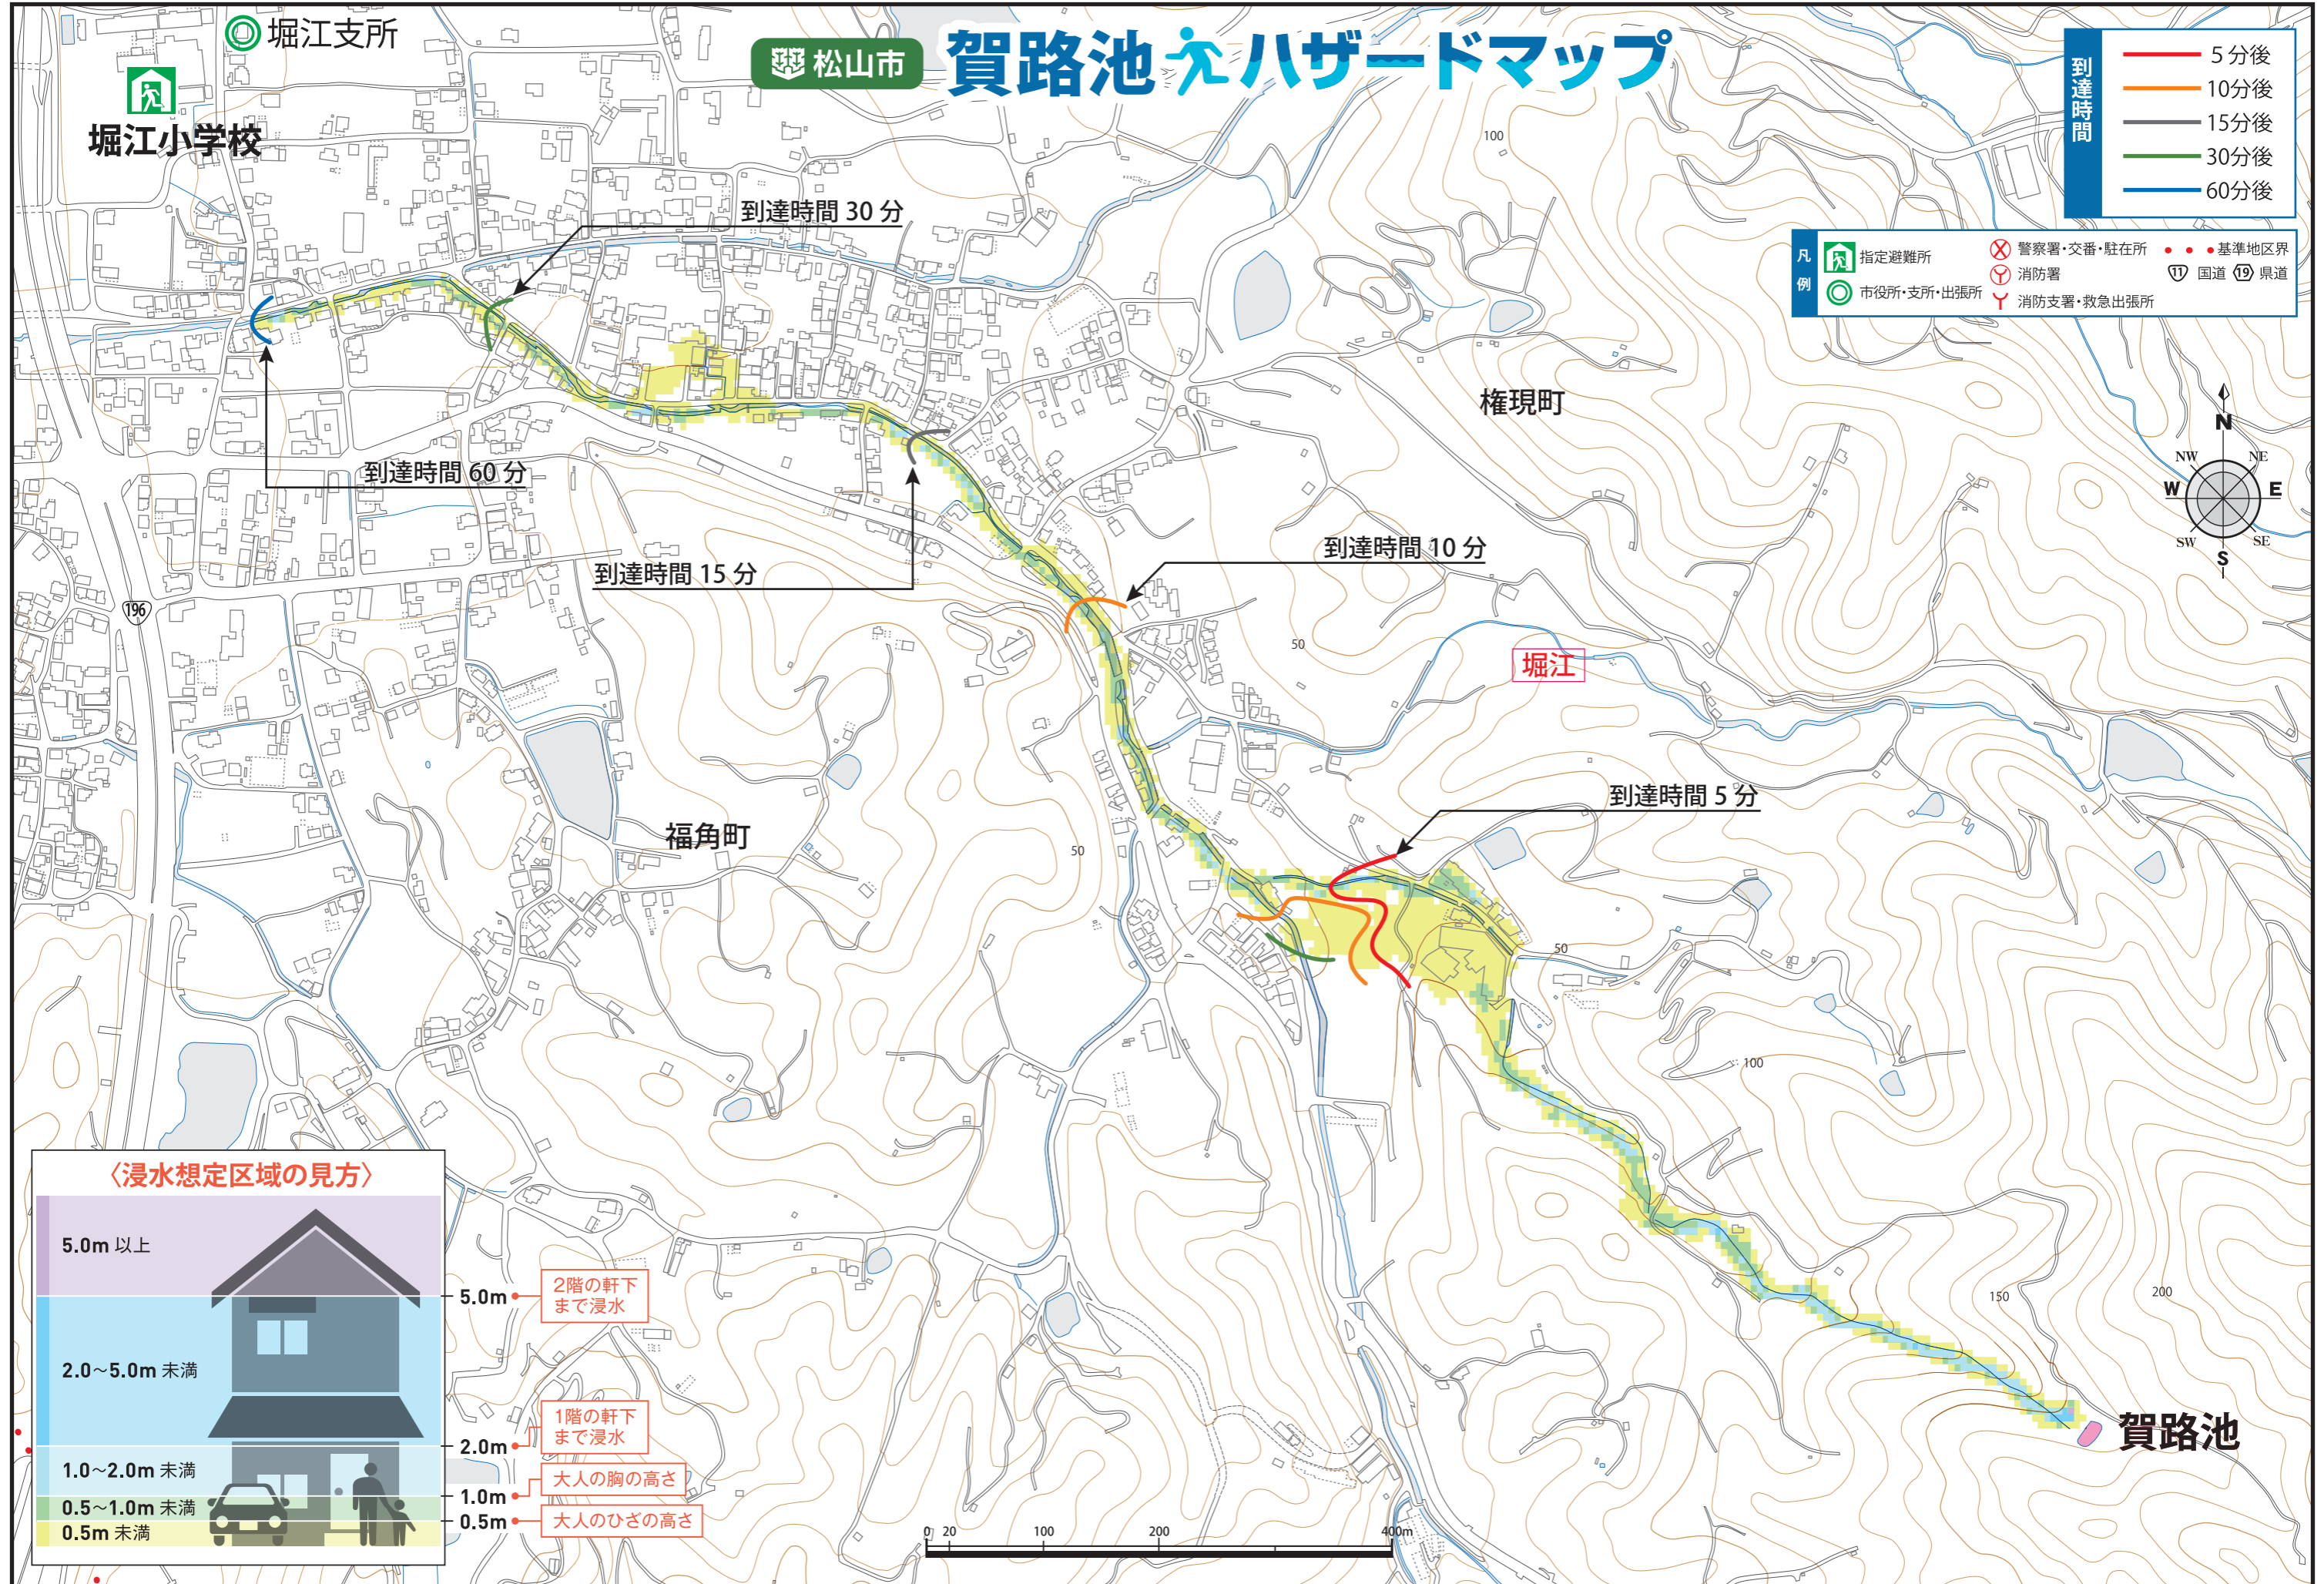 堀江支所
堀江小学校
松山市
賀路池ハザードマップ
到達時間
5分後
10分後
15分後
30分後
60分後
凡例
指定避難所
市役所・支所・出張所
警察署・交番・駐在所
消防署
消防支署・救急出張所
基準地区界
11 国道 19 県道
100
到達時間 30 分
権現町
N
NW
NE
W
E
SW
SE
S
到達時間 60 分
到達時間 15 分
到達時間 10 分
196
50
堀江
到達時間 5 分
福角町
50
50
100
150
200
賀路池
〈浸水想定区域の見方〉
5.0m 以上
2.0～5.0m 未満
1.0～2.0m 未満
0.5～1.0m 未満
0.5m 未満
5.0m
2階の軒下
まで浸水
2.0m
1階の軒下
まで浸水
1.0m
大人の胸の高さ
0.5m
大人のひざの高さ
0 20 100 200 400m